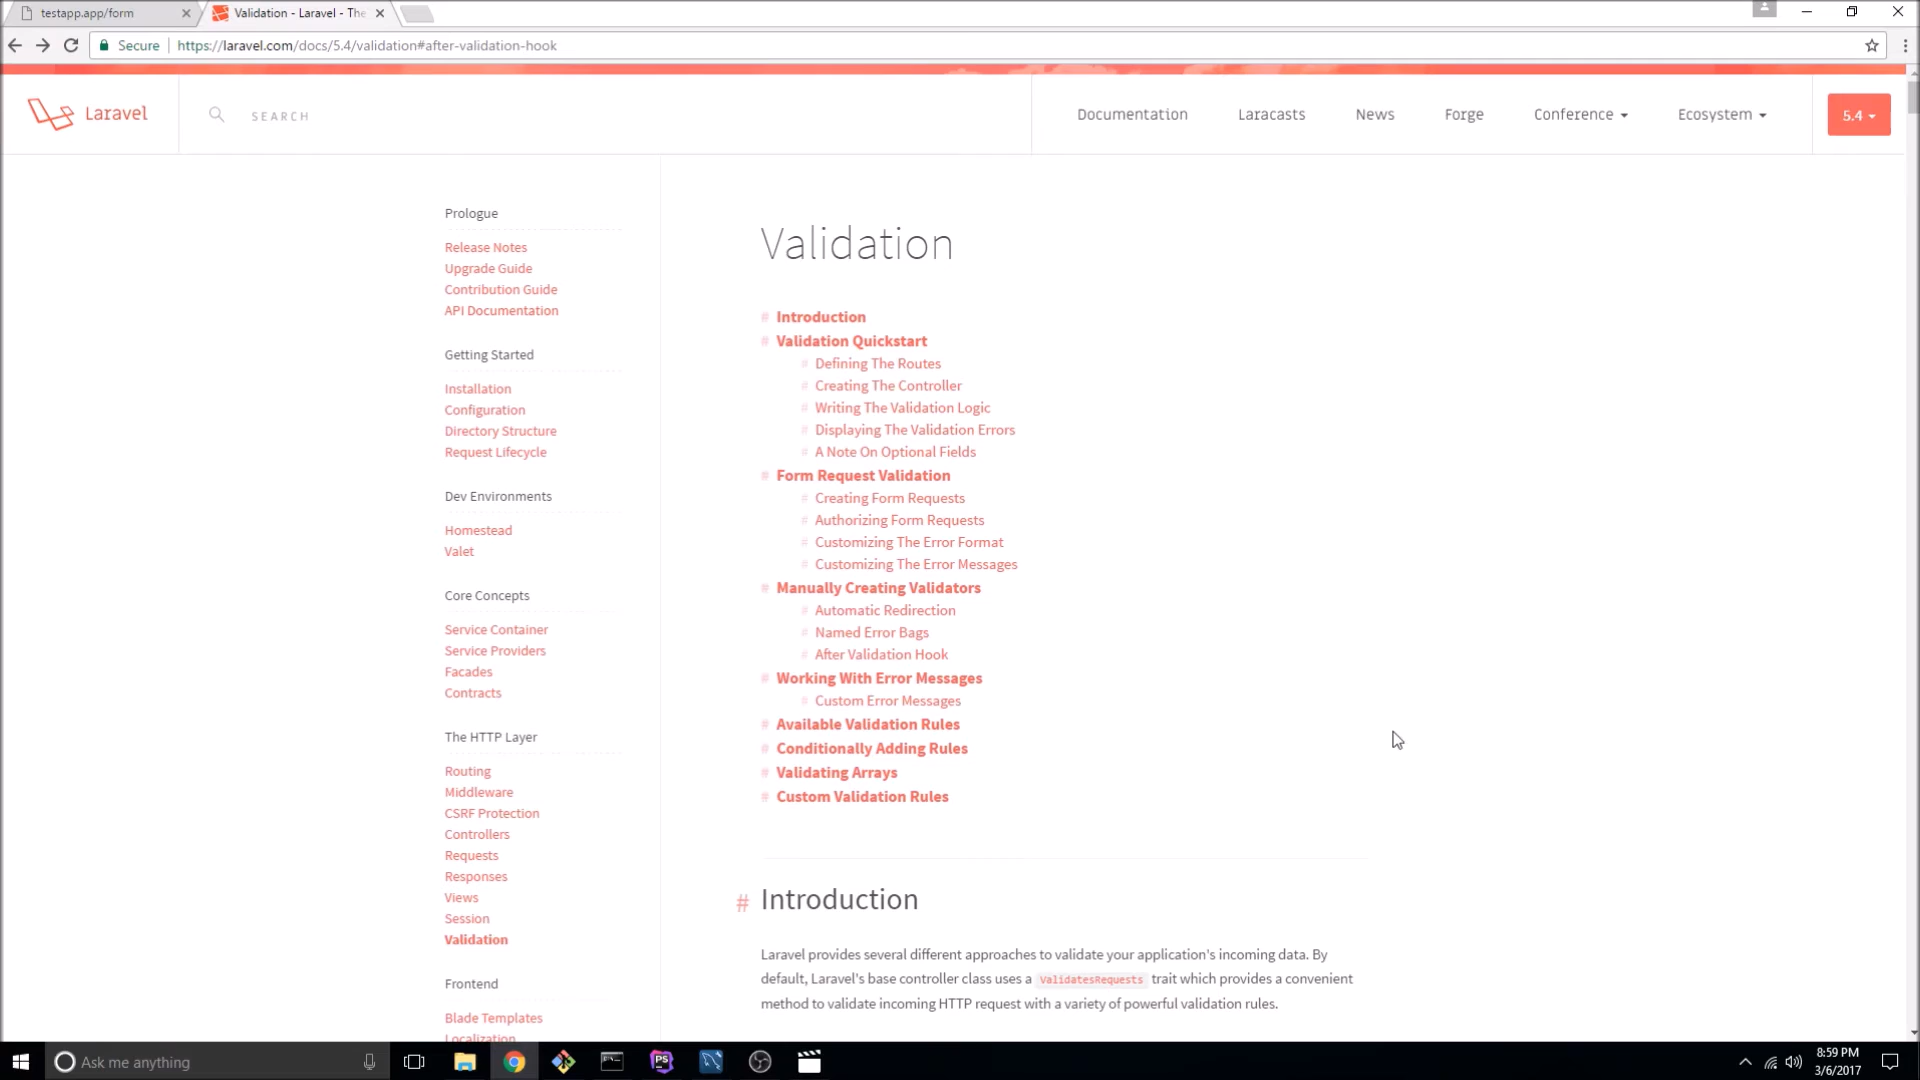 testapp.app/form
Validation - Laravel - The
Secure
https://laravel.com/docs/5.4/validation#after-validation-hook
Laravel
SEARCH
Documentation
Laracasts
News
Forge
Conference
Ecosystem
5.4
Prologue
Release Notes
Upgrade Guide
Contribution Guide
API Documentation
Getting Started
Installation
Configuration
Directory Structure
Request Lifecycle
Dev Environments
Homestead
Valet
Core Concepts
Service Container
Service Providers
Facades
Contracts
The HTTP Layer
Routing
Middleware
CSRF Protection
Controllers
Requests
Responses
Views
Session
Validation
Frontend
Blade Templates
Localization
Validation
# Introduction
# Validation Quickstart
# Defining The Routes
# Creating The Controller
# Writing The Validation Logic
# Displaying The Validation Errors
# A Note On Optional Fields
# Form Request Validation
# Creating Form Requests
# Authorizing Form Requests
# Customizing The Error Format
# Customizing The Error Messages
# Manually Creating Validators
# Automatic Redirection
# Named Error Bags
# After Validation Hook
# Working With Error Messages
# Custom Error Messages
# Available Validation Rules
# Conditionally Adding Rules
# Validating Arrays
# Custom Validation Rules
# Introduction
Laravel provides several different approaches to validate your application's incoming data. By
default, Laravel's base controller class uses a ValidatesRequests trait which provides a convenient
method to validate incoming HTTP request with a variety of powerful validation rules.
Ask me anything
PS
8:59 PM
3/6/2017